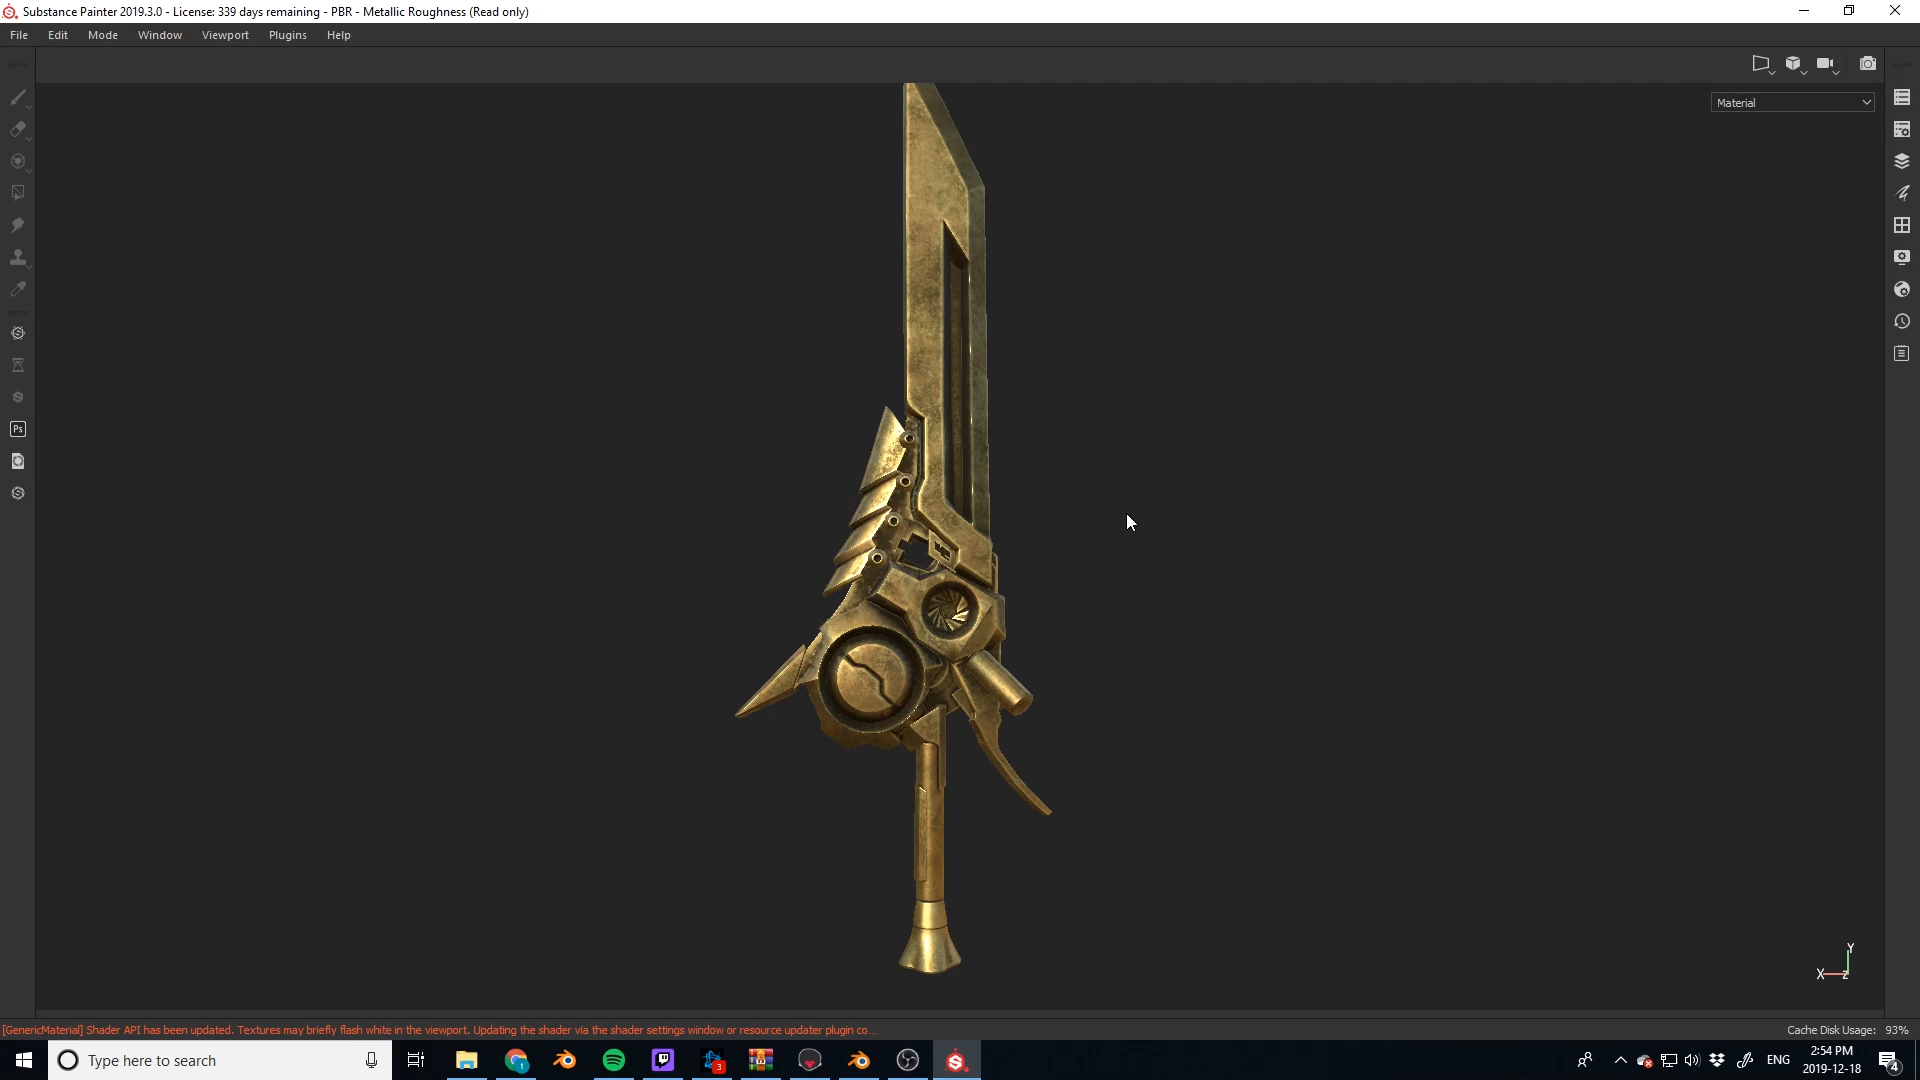 Substance Painter 2019.3.0 - License: 339 days remaining - PBR - Metallic Roughness (Read only)
File Edit Mode Window Viewport Plugins Help
Material
Ps
Y
X Z
[GenericMaterial] Shader API has been updated. Textures may briefly flash white in the viewport. Updating the shader via the shader settings window or resource updater plugin co...
Cache Disk Usage: 93%
Type here to search
3
ENG
2:54 PM
2019-12-18
4